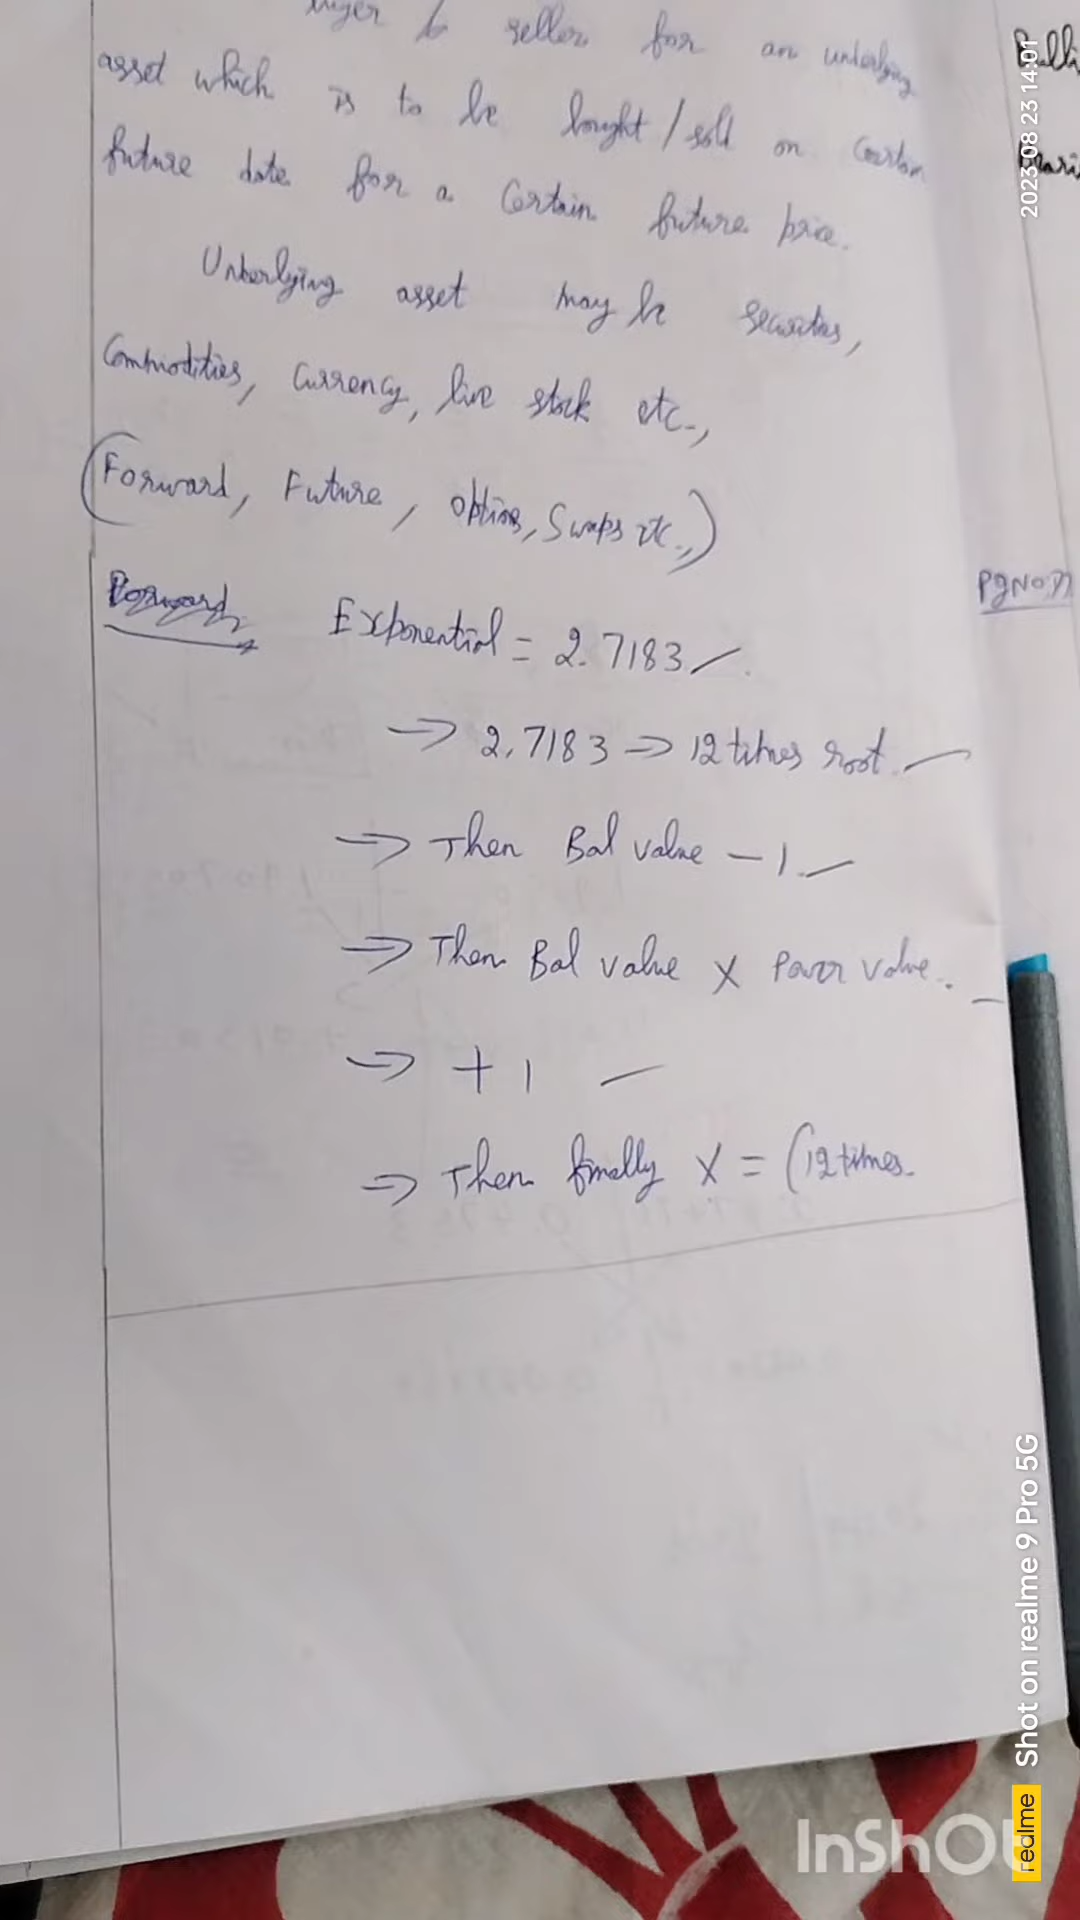 seller for an underlying
asset which is to be bought / sold on certain
future date for a certain future price.
Underlying asset may be securities,
Commodities, Currency, live stock etc.,
(Forward, Future, options, Swaps etc.,)
Forward
Exponential = 2.7183
→ 2.7183 ⇒ 12 times root.
⇒ Then Bal value - 1.
⇒ Then Bal value X Power value.
⇒ + 1
⇒ Then finally X = (12 times.
Pg No:
2023.08.23 14:01
Shot on realme 9 Pro 5G
realme
InShot